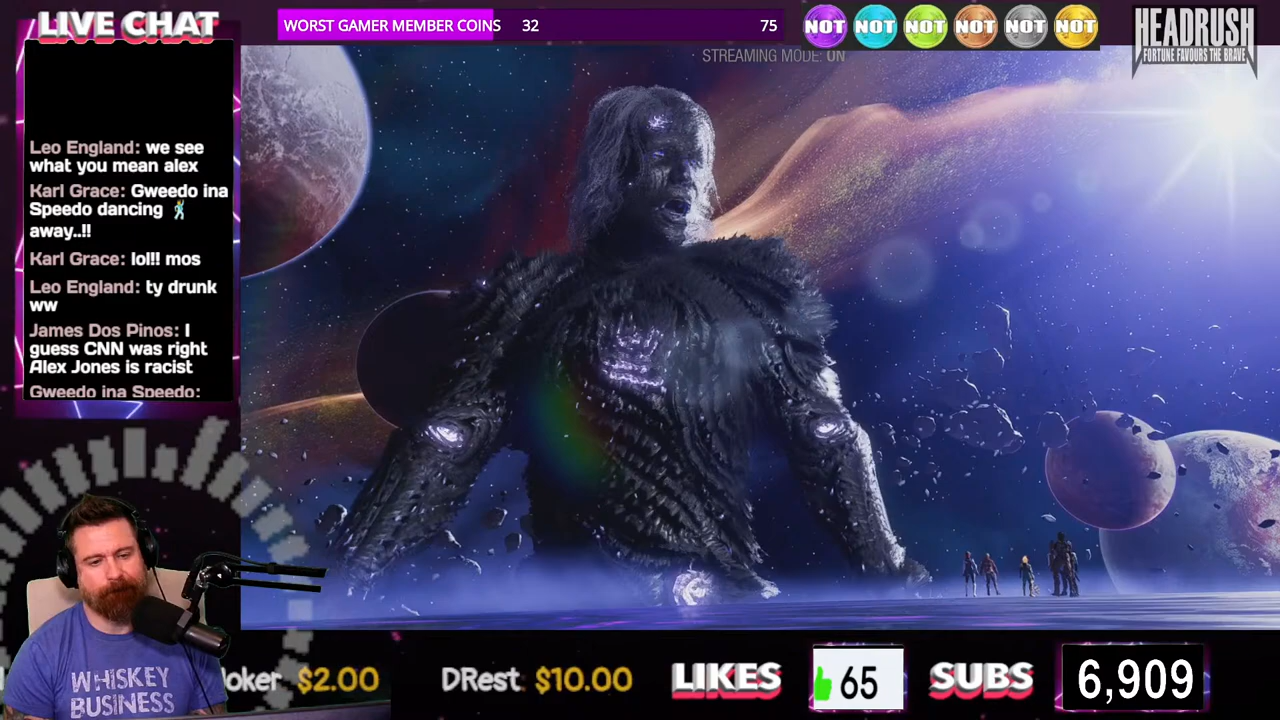 LIVE CHAT
WORST GAMER MEMBER COINS 32 75
NOT NOT NOT NOT NOT NOT
HEADRUSH
FORTUNE FAVOURS THE BRAVE
STREAMING MODE: ON
Leo England: we see
what you mean alex
Karl Grace: Gweedo ina
Speedo dancing 🕺
away..!!
Karl Grace: lol!! mos
Leo England: ty drunk
ww
James Dos Pinos: I
guess CNN was right
Alex Jones is racist
Gweedo ina Speedo:
WHISKEY
BUSINESS
oker $2.00 DRest $10.00 LIKES 65 SUBS 6,909